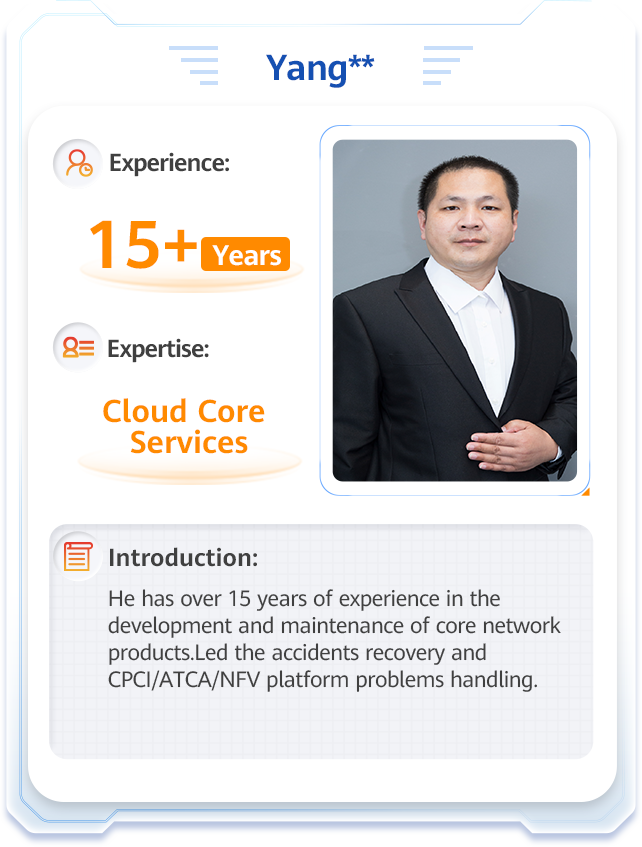 Yang**
Experience:
15+ Years
Expertise:
Cloud Core
Services
Introduction:
He has over 15 years of experience in the
development and maintenance of core network
products.Led the accidents recovery and
CPCI/ATCA/NFV platform problems handling.